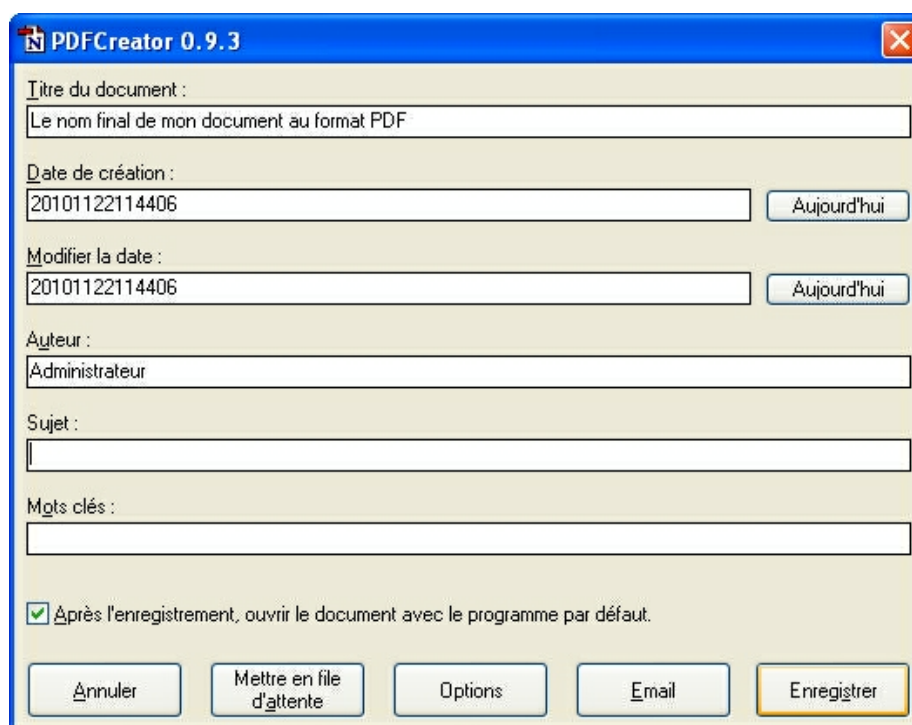 PDFCreator 0.9.3
Titre du document :
Le nom final de mon document au format PDF
Date de création :
20101122114406
Aujourd'hui
Modifier la date :
20101122114406
Aujourd'hui
Auteur :
Administrateur
Sujet :
Mots clés :
Après l'enregistrement, ouvrir le document avec le programme par défaut.
Annuler
Mettre en file
d'attente
Options
Email
Enregistrer